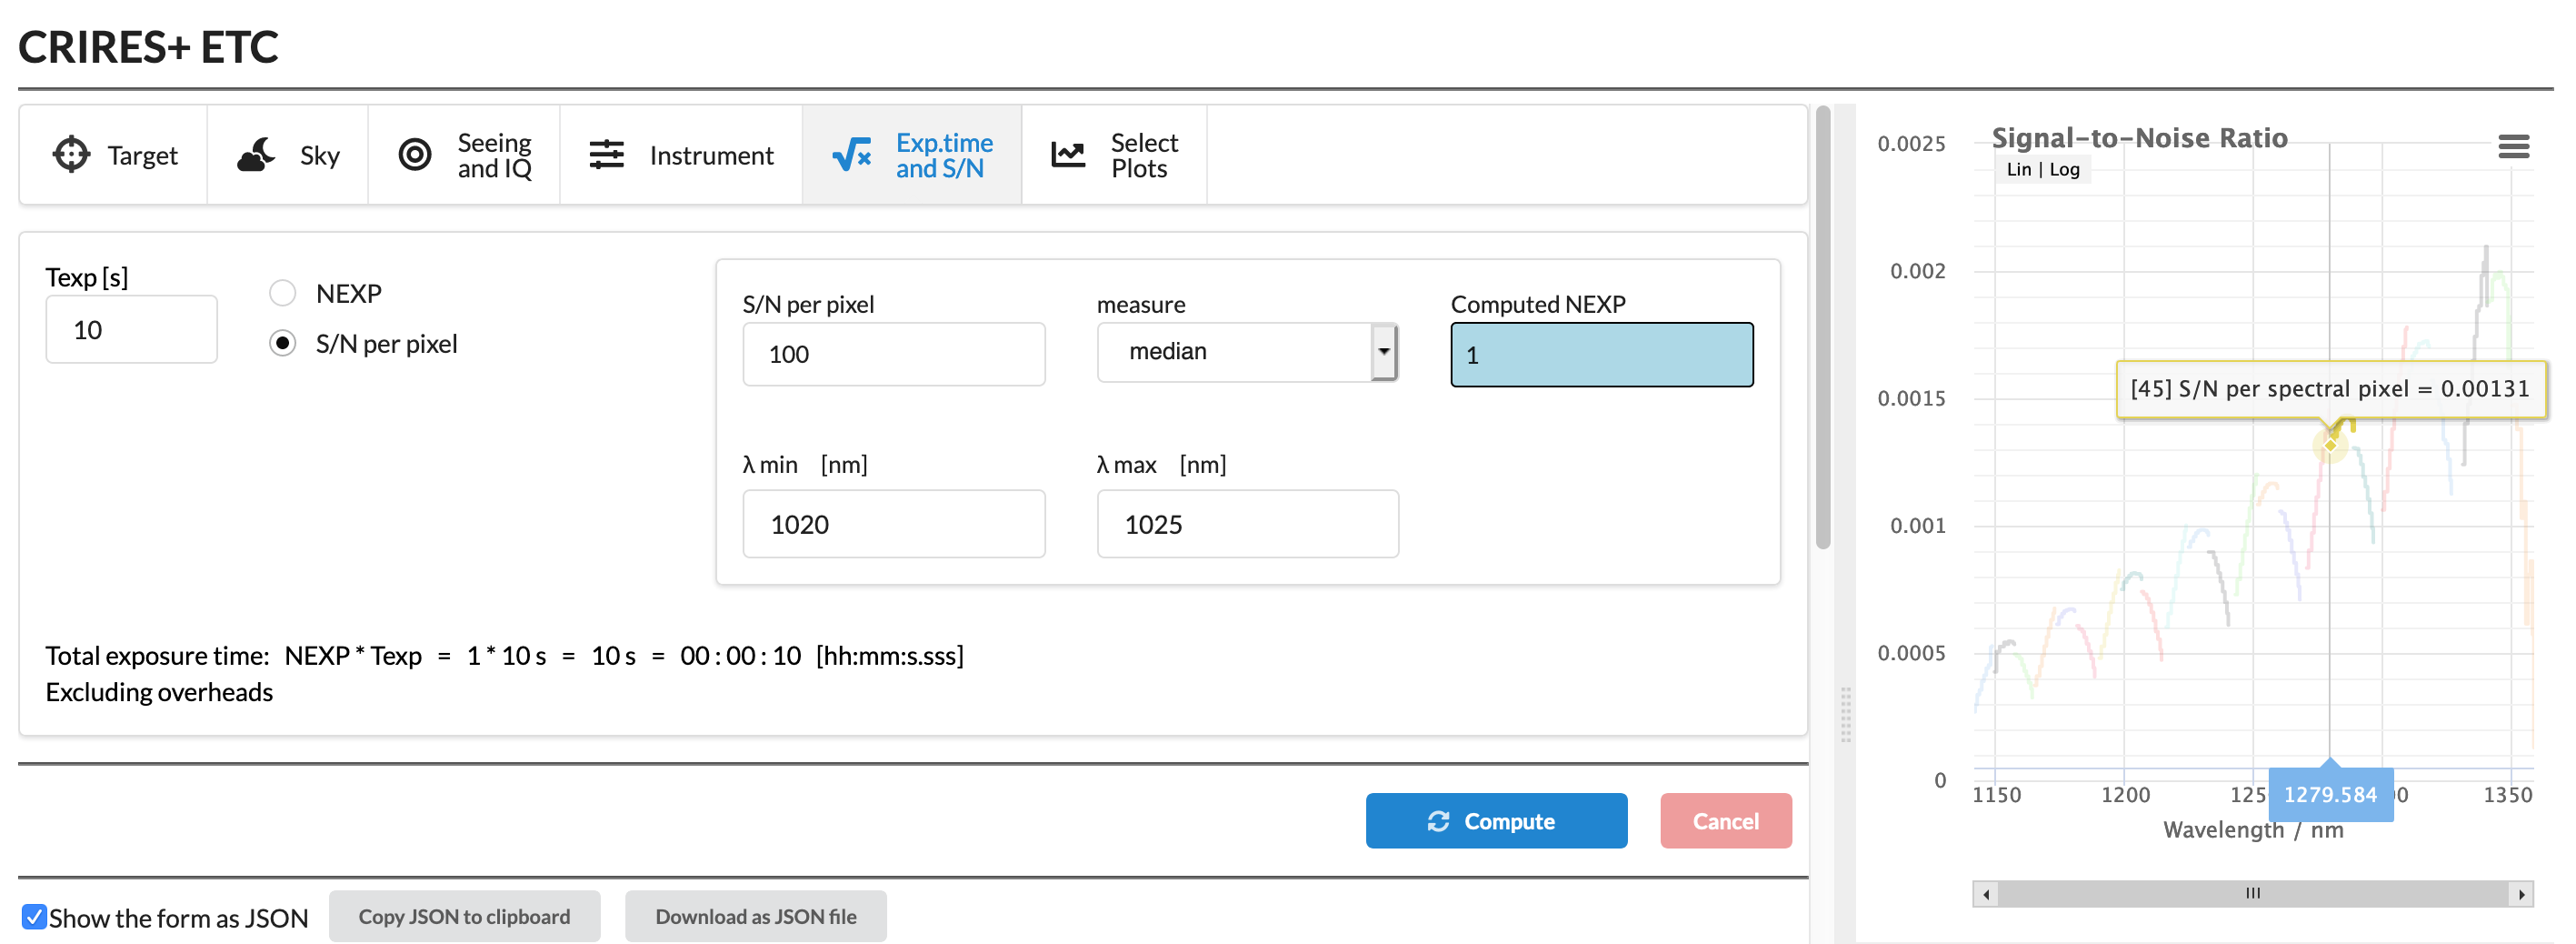 CRIRES+ ETC
Target
Sky
Seeing
and IQ
Instrument
Exp.time
and S/N
Select
Plots
Texp [s]
10
NEXP
S/N per pixel
S/N per pixel
100
measure
median
Computed NEXP
1
λ min [nm]
1020
λ max [nm]
1025
Total exposure time: NEXP * Texp = 1 * 10 s = 10 s = 00 : 00 : 10 [hh:mm:s.sss]
Excluding overheads
Compute
Cancel
Show the form as JSON
Copy JSON to clipboard
Download as JSON file
Signal-to-Noise Ratio
Lin | Log
0.0025
0.002
0.0015
0.001
0.0005
0
[45] S/N per spectral pixel = 0.00131
1150
1200
1279.584
1350
Wavelength / nm